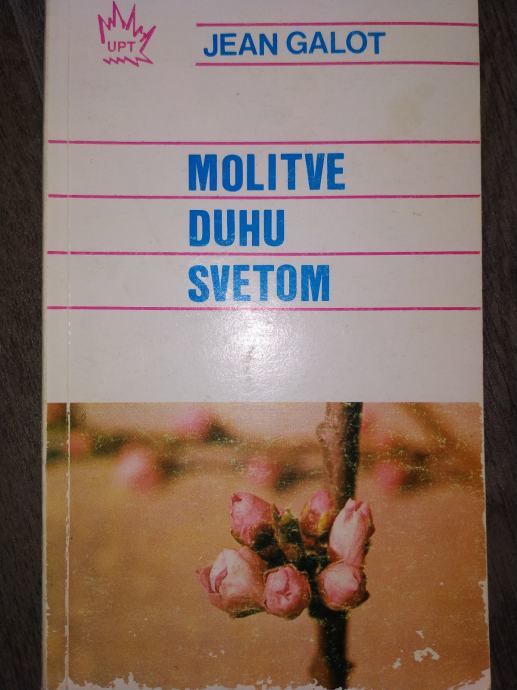 UPT
JEAN GALOT
MOLITVE
DUHU
SVETOM